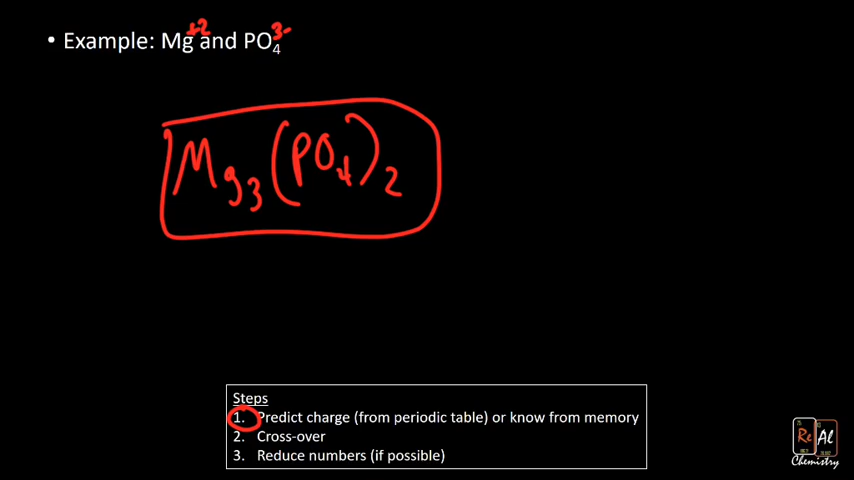 • Example: Mg⁺² and PO₄³⁻
Mg₃(PO₄)₂
Steps
1. Predict charge (from periodic table) or know from memory
2. Cross-over
3. Reduce numbers (if possible)
Re Al
Chemistry